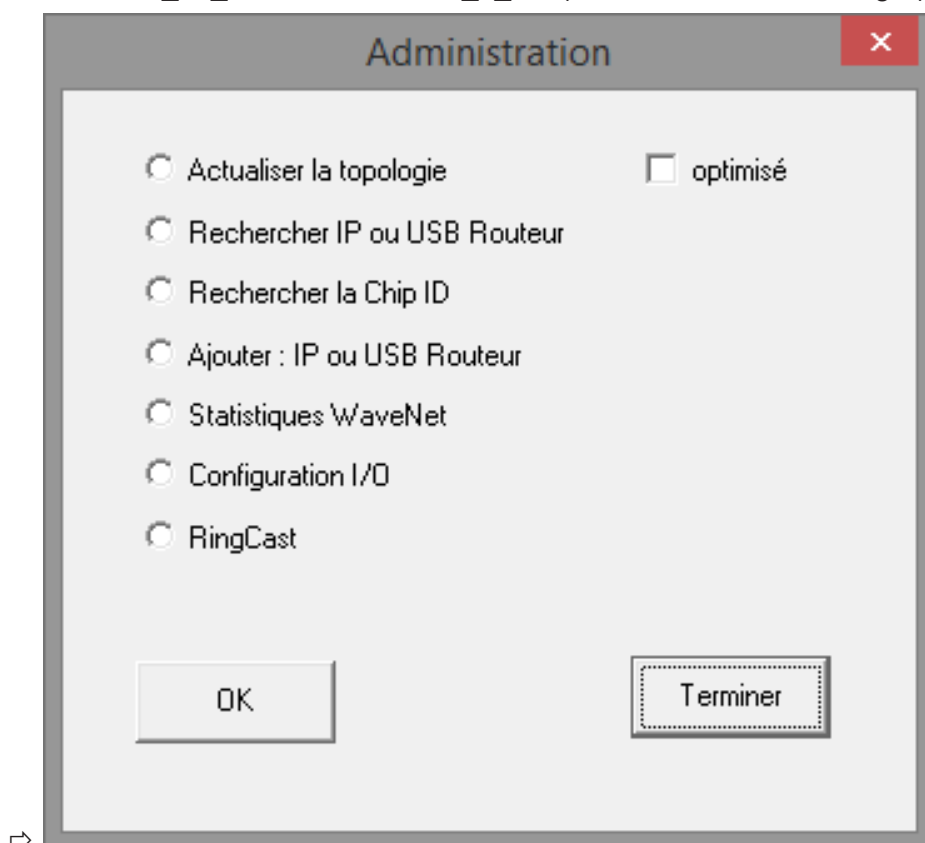 Administration
Actualiser la topologie optimisé
Rechercher IP ou USB Routeur
Rechercher la Chip ID
Ajouter : IP ou USB Routeur
Statistiques WaveNet
Configuration I/O
RingCast
OK Terminer